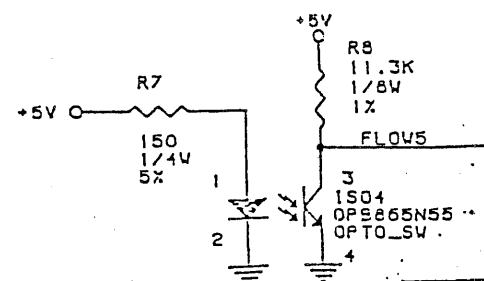 +5V
R8
11.3K
1/8W
1%
R7
+5V
150
1/4W
5%
FLOW5
1
2
3
ISO4
OPB865N55
OPTO_SW
4